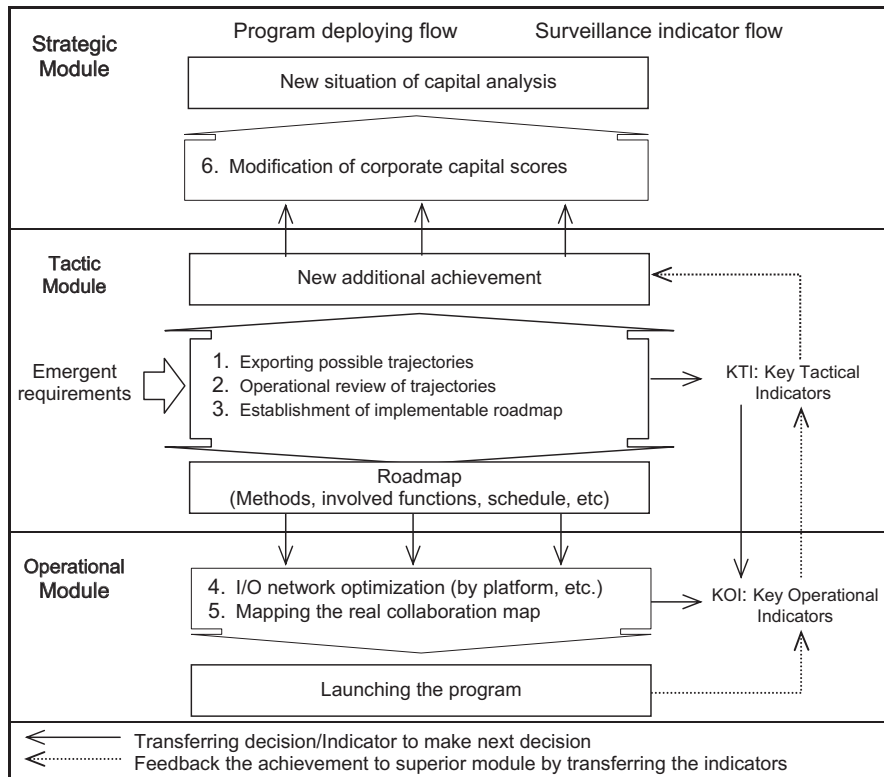 Program deploying flow
Surveillance indicator flow
Strategic
Module
New situation of capital analysis
6. Modification of corporate capital scores
Tactic
Module
New additional achievement
Emergent
requirements
1. Exporting possible trajectories
2. Operational review of trajectories
3. Establishment of implementable roadmap
KTI: Key Tactical
Indicators
Roadmap
(Methods, involved functions, schedule, etc)
Operational
Module
4. I/O network optimization (by platform, etc.)
5. Mapping the real collaboration map
KOI: Key Operational
Indicators
Launching the program
Transferring decision/Indicator to make next decision
Feedback the achievement to superior module by transferring the indicators